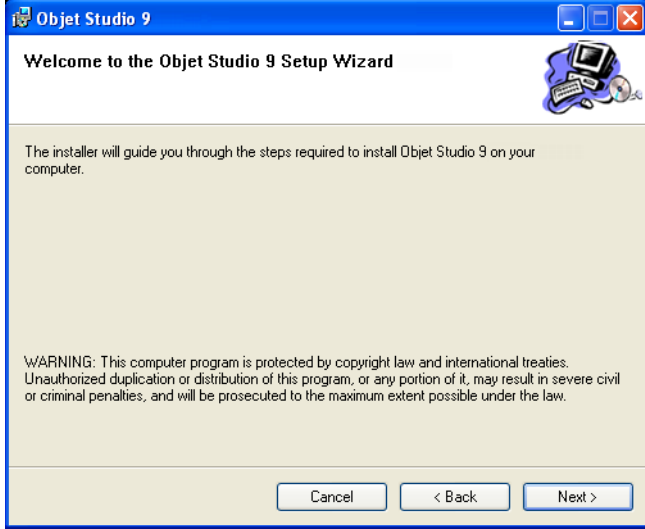 Objet Studio 9
Welcome to the Objet Studio 9 Setup Wizard
The installer will guide you through the steps required to install Objet Studio 9 on your
computer.
WARNING: This computer program is protected by copyright law and international treaties.
Unauthorized duplication or distribution of this program, or any portion of it, may result in severe civil
or criminal penalties, and will be prosecuted to the maximum extent possible under the law.
Cancel
< Back
Next >